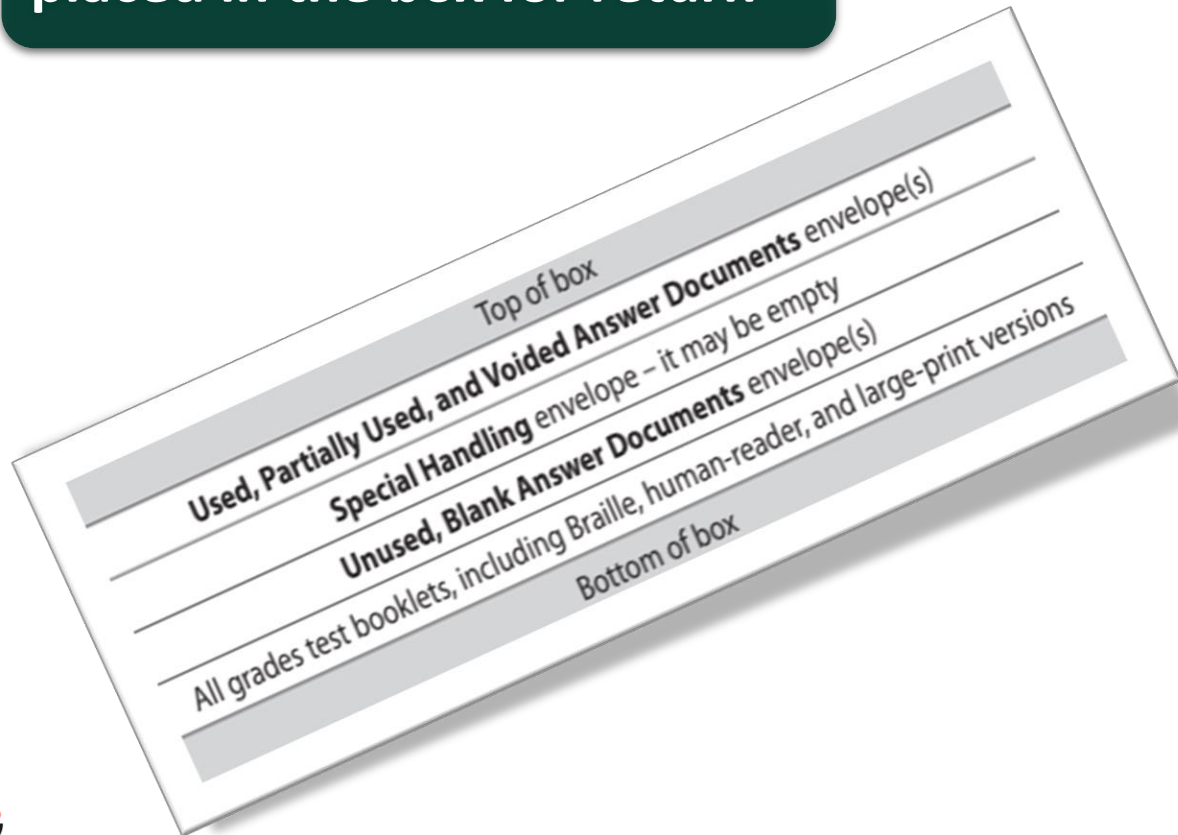 placed in the box for return
Top of box
Used, Partially Used, and Voided Answer Documents envelope(s)
Special Handling envelope – it may be empty
Unused, Blank Answer Documents envelope(s)
All grades test booklets, including Braille, human-reader, and large-print versions
Bottom of box